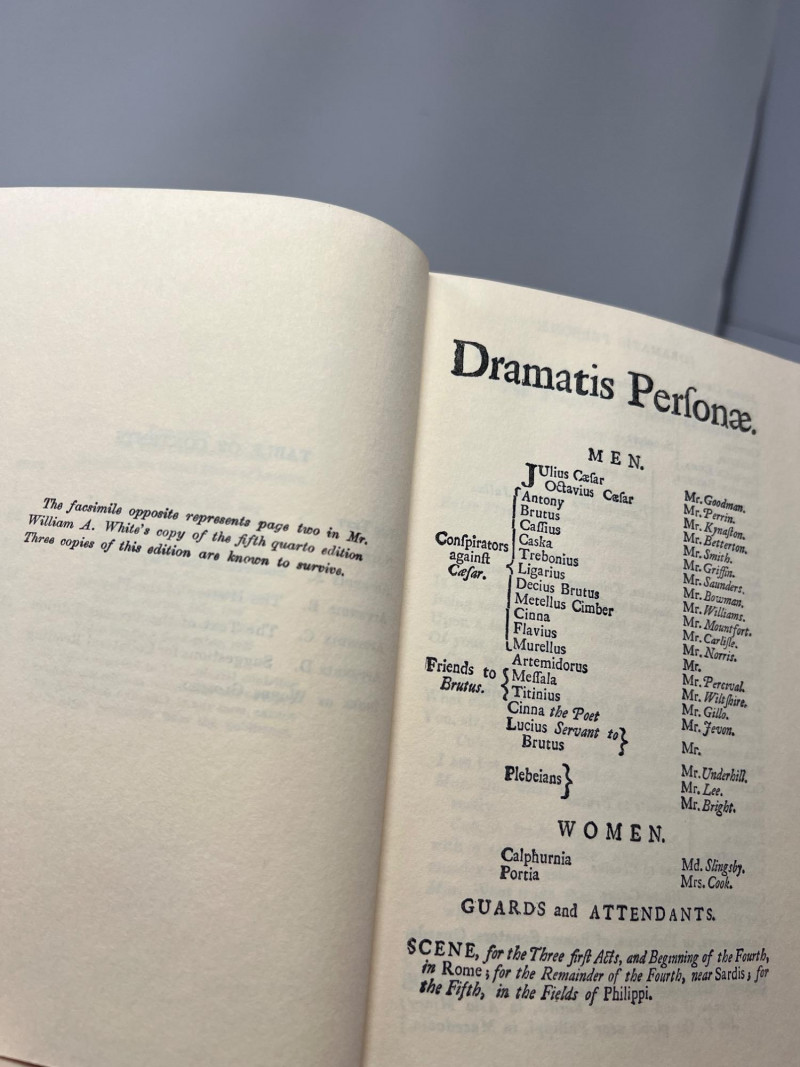 The facsimile opposite represents page two in Mr.
William A. White's copy of the fifth quarto edition
Three copies of this edition are known to survive.
Dramatis Perſonæ.
MEN.
JUlius Cæſar Mr. Goodman.
Octavius Cæſar Mr. Perrin.
Antony Mr. Kynaſton.
Brutus Mr. Betterton.
Caſſius Mr. Smith.
Caska Mr. Griffin.
Conſpirators
againſt
Cæſar.
Trebonius Mr. Saunders.
Ligarius Mr. Bowman.
Decius Brutus Mr. Williams.
Metellus Cimber Mr. Mountfort.
Cinna Mr. Carliſle.
Flavius Mr. Norris.
Murellus Mr.
Artemidorus Mr. Percival.
Friends to
Brutus.
Meſſala Mr. Wiltſhire.
Titinius Mr. Gillo.
Cinna the Poet Mr. Jevon.
Lucius Servant to
Brutus Mr.
Plebeians
Mr. Underhill.
Mr. Lee.
Mr. Bright.
WOMEN.
Calphurnia Md. Slingsby.
Portia Mrs. Cook.
GUARDS and ATTENDANTS.
SCENE, for the Three firſt Acts, and Beginning of the Fourth,
in Rome; for the Remainder of the Fourth, near Sardis; for
the Fifth, in the Fields of Philippi.